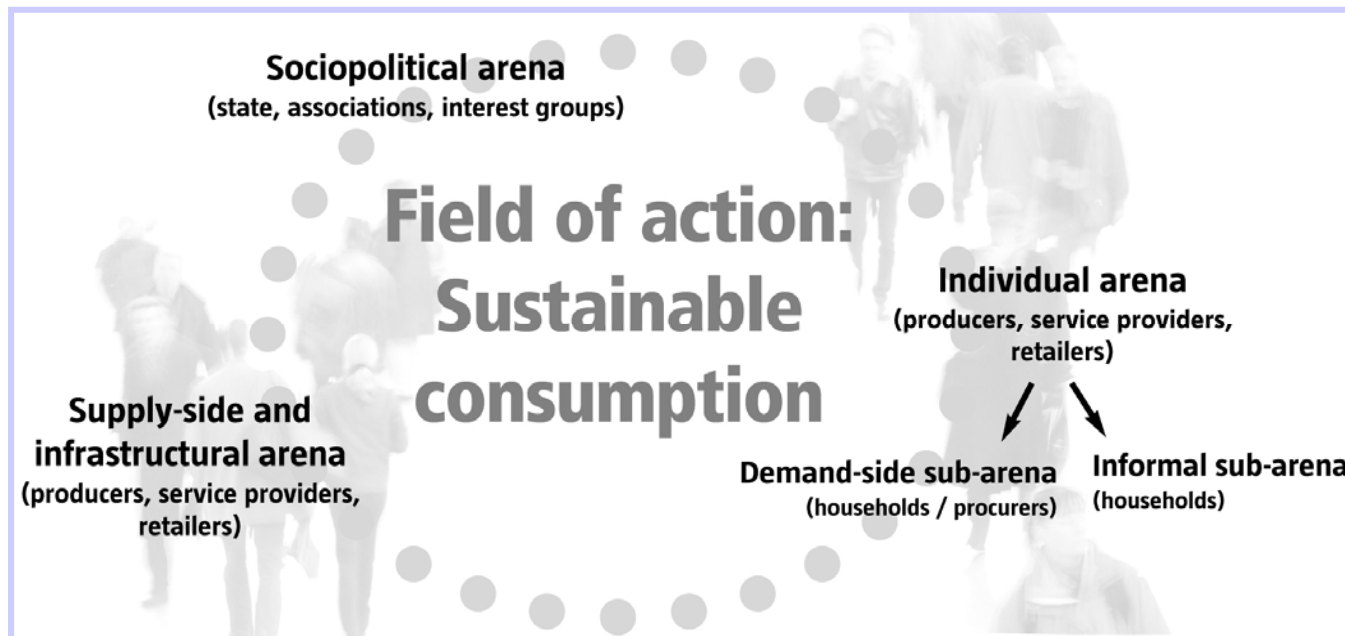 Sociopolitical arena
(state, associations, interest groups)
Field of action:
Sustainable
consumption
Individual arena
(producers, service providers,
retailers)
Supply-side and
infrastructural arena
(producers, service providers,
retailers)
Demand-side sub-arena
(households / procurers)
Informal sub-arena
(households)